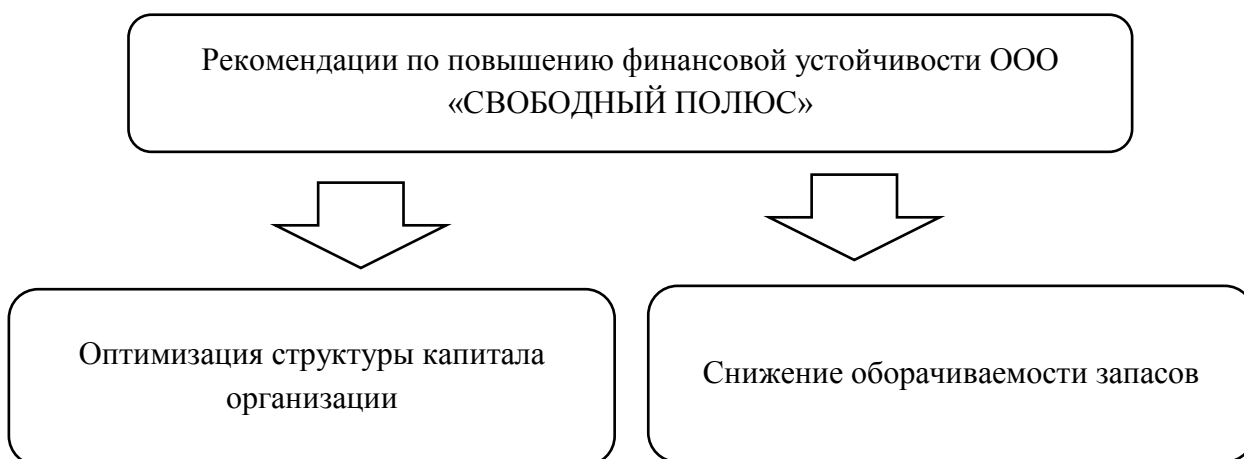 Рекомендации по повышению финансовой устойчивости ООО
«СВОБОДНЫЙ ПОЛЮС»
Оптимизация структуры капитала
организации
Снижение оборачиваемости запасов